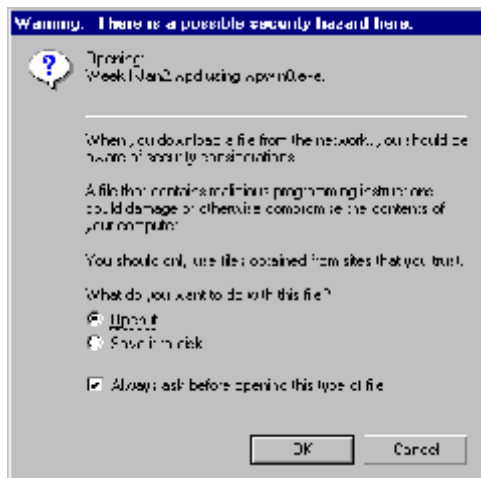 Warning: There is a possible security hazard here.
Opening:
using
When you download a file from the network, you should be
aware of security considerations.
A file that contains malicious programming instructions
could damage or otherwise compromise the contents of
your computer.
You should only use files obtained from sites that you trust.
What do you want to do with this file?
Open it
Save it to disk
Always ask before opening this type of file
OK
Cancel